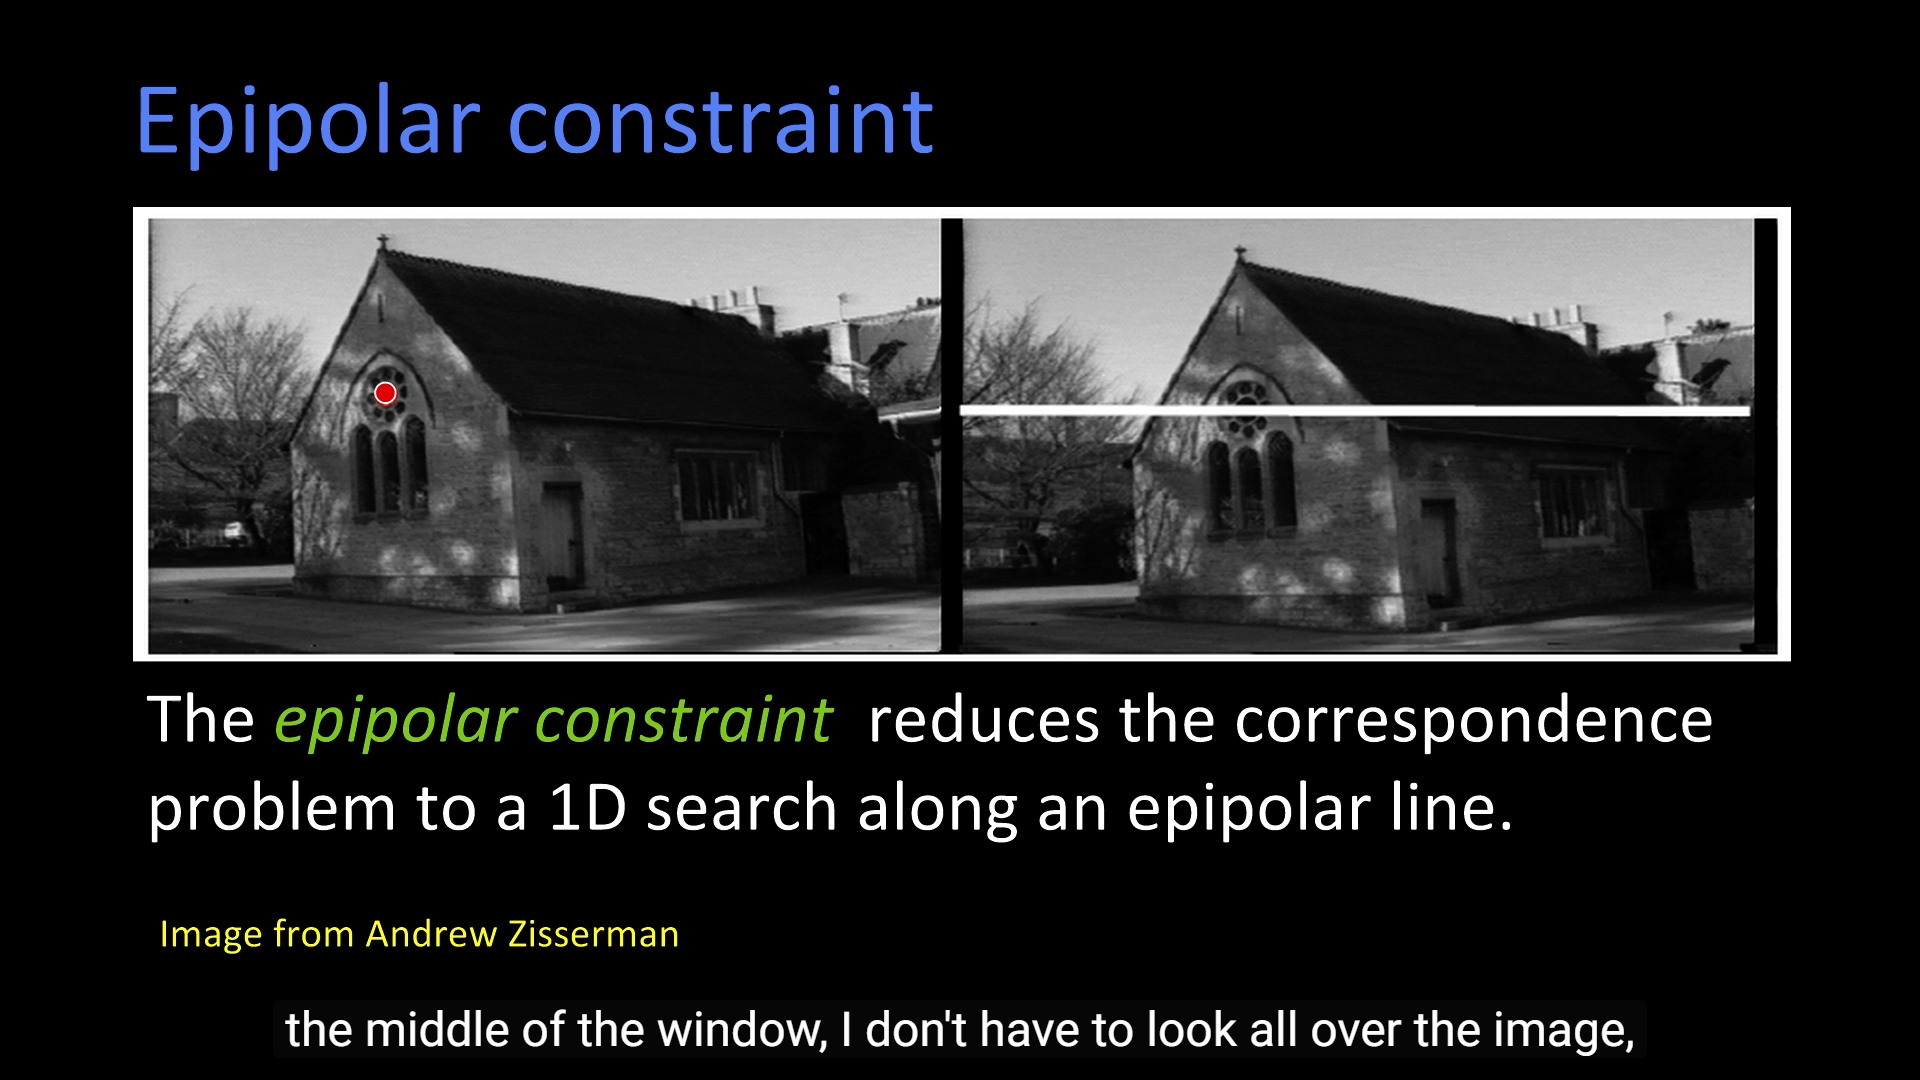 Epipolar constraint
The epipolar constraint reduces the correspondence
problem to a 1D search along an epipolar line.
Image from Andrew Zisserman
the middle of the window, I don't have to look all over the image,